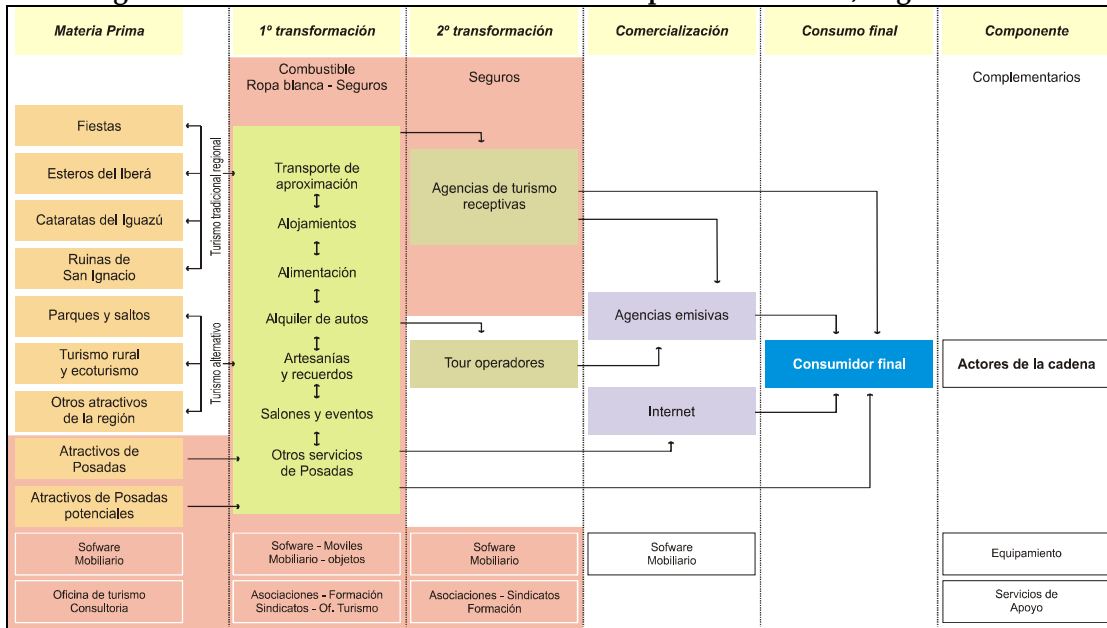 Materia Prima
1º transformación
2º transformación
Comercialización
Consumo final
Componente
Combustible
Ropa blanca - Seguros
Seguros
Complementarios
Fiestas
Esteros del Iberá
Cataratas del Iguazú
Ruinas de
San Ignacio
Turismo tradicional regional
Parques y saltos
Turismo rural
y ecoturismo
Otros atractivos
de la región
Turismo alternativo
Atractivos de
Posadas
Atractivos de Posadas
potenciales
Transporte de
aproximación
Alojamientos
Alimentación
Alquiler de autos
Artesanías
y recuerdos
Salones y eventos
Otros servicios
de Posadas
Agencias de turismo
receptivas
Tour operadores
Agencias emisivas
Internet
Consumidor final
Actores de la cadena
Sofware
Mobiliario
Sofware - Moviles
Mobiliario - objetos
Sofware
Mobiliario
Sofware
Mobiliario
Equipamiento
Oficina de turismo
Consultoria
Asociaciones - Formación
Sindicatos - Of. Turismo
Asociaciones - Sindicatos
Formación
Servicios de
Apoyo